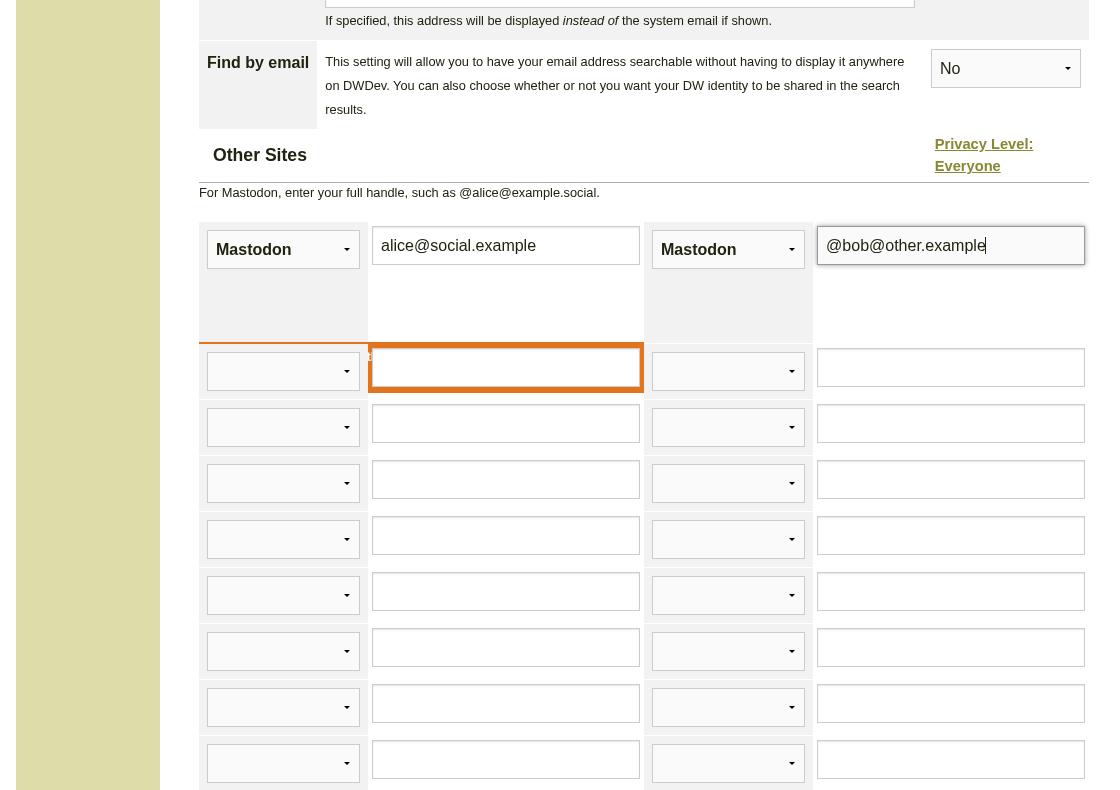 If specified, this address will be displayed instead of the system email if shown.
Find by email
This setting will allow you to have your email address searchable without having to display it anywhere
on DWDev. You can also choose whether or not you want your DW identity to be shared in the search
results.
No
Other Sites
Privacy Level:
Everyone
For Mastodon, enter your full handle, such as @alice@example.social.
Mastodon
alice@social.example
Mastodon
@bob@other.example